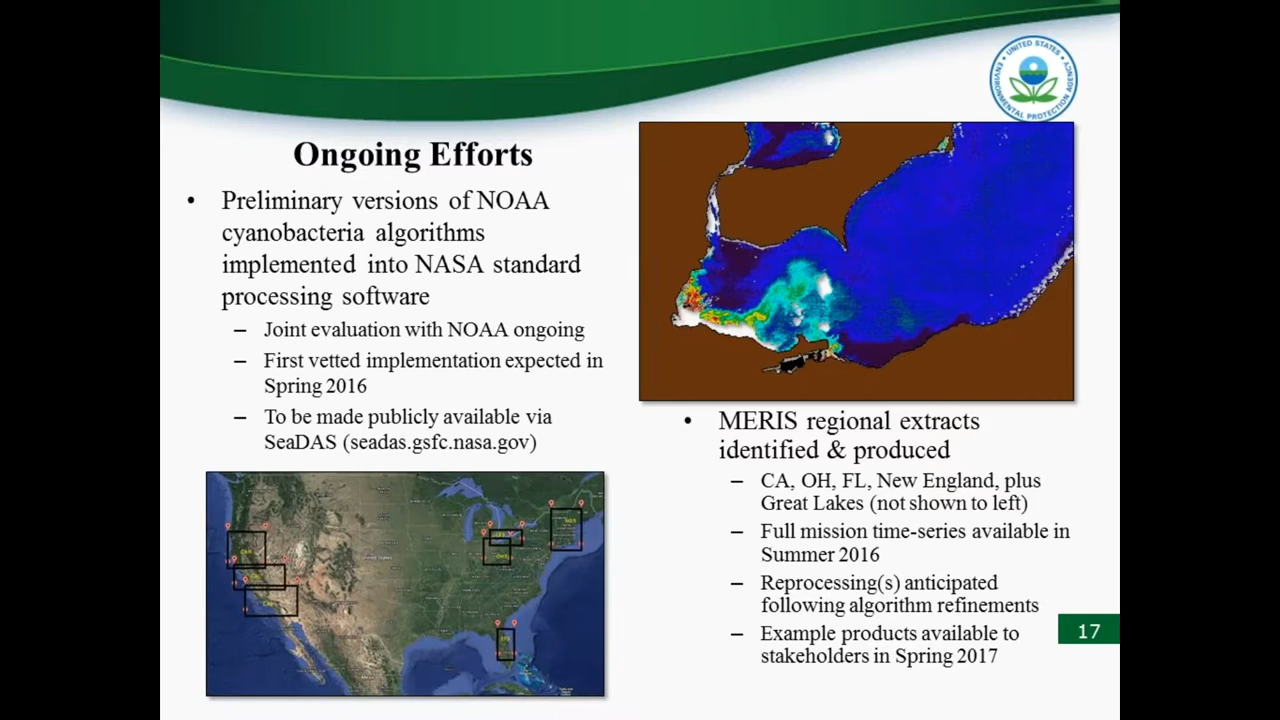 UNITED STATES
ENVIRONMENTAL PROTECTION AGENCY
Ongoing Efforts
• Preliminary versions of NOAA
cyanobacteria algorithms
implemented into NASA standard
processing software
– Joint evaluation with NOAA ongoing
– First vetted implementation expected in
Spring 2016
– To be made publicly available via
SeaDAS (seadas.gsfc.nasa.gov)
• MERIS regional extracts
identified & produced
– CA, OH, FL, New England, plus
Great Lakes (not shown to left)
– Full mission time-series available in
Summer 2016
– Reprocessing(s) anticipated
following algorithm refinements
– Example products available to
stakeholders in Spring 2017
17